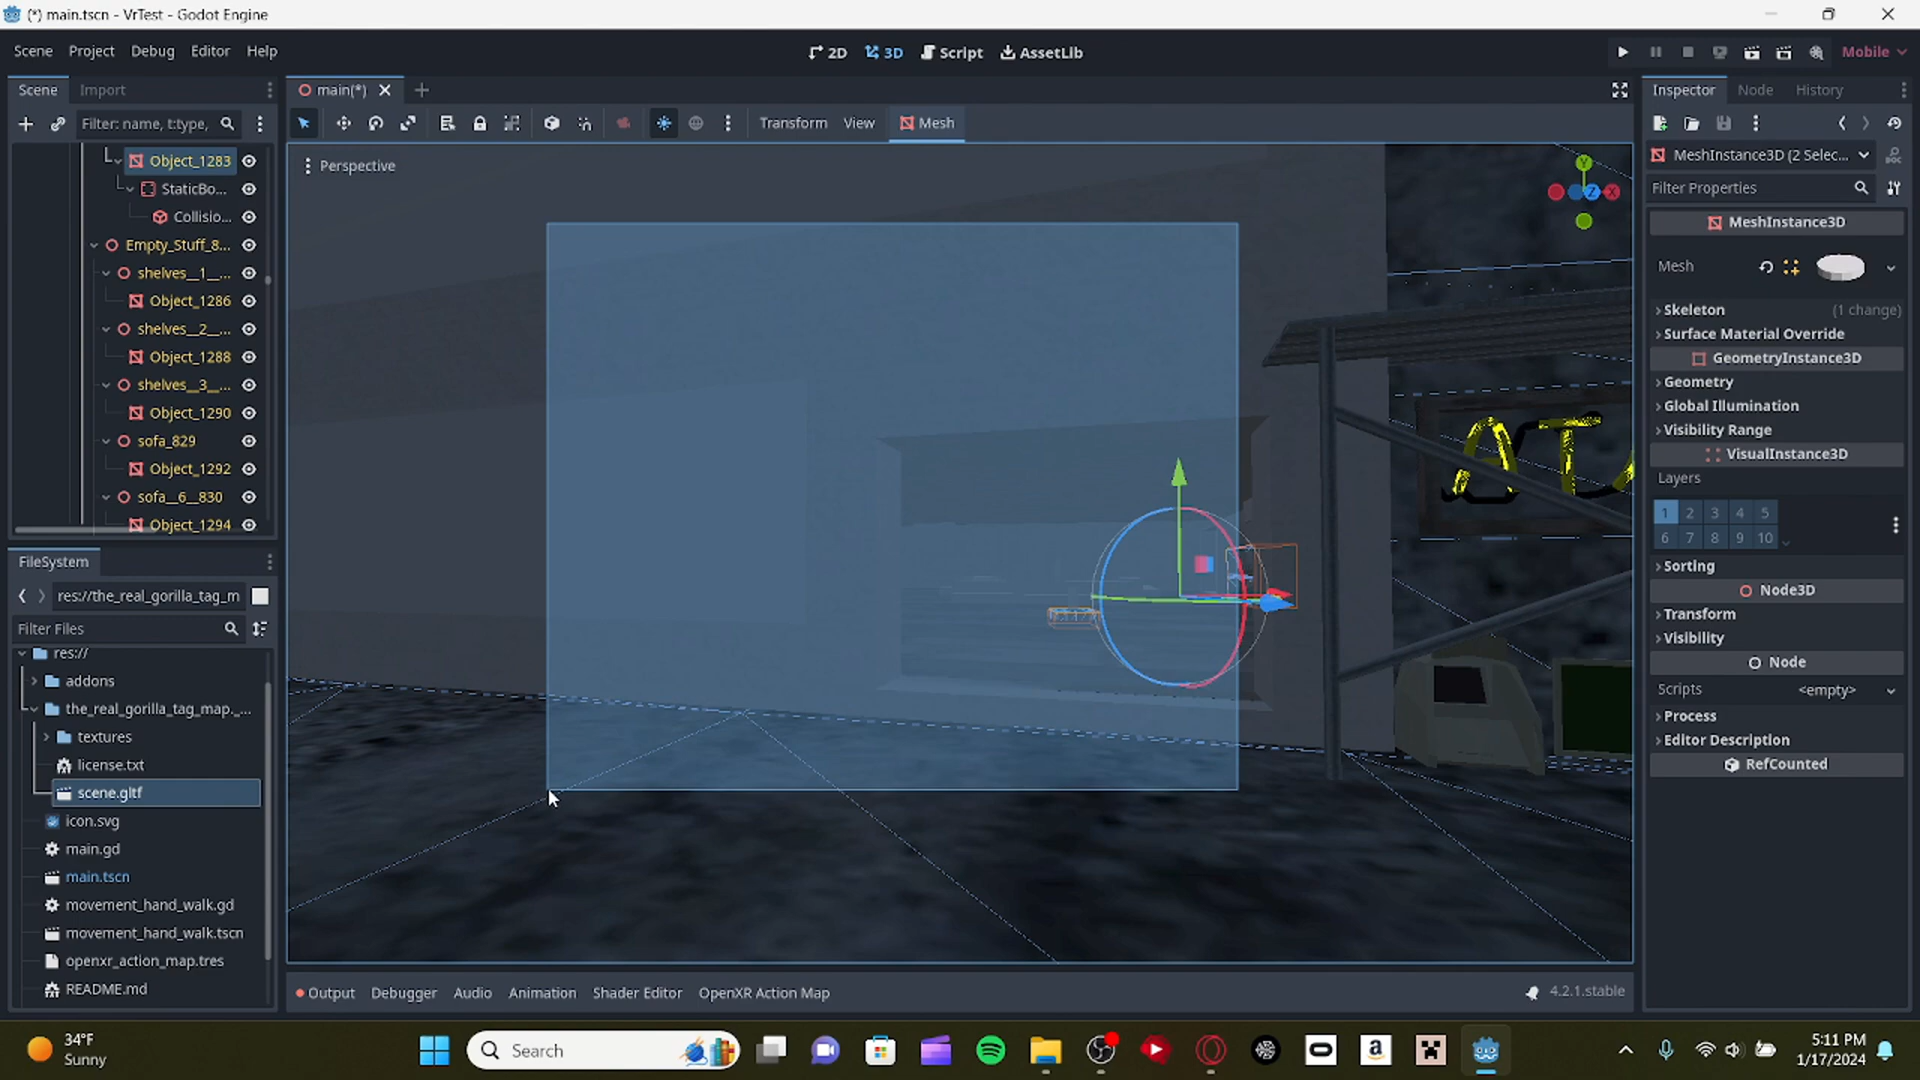 (*) main.tscn - VrTest - Godot Engine
Scene Project Debug Editor Help
2D 3D Script AssetLib
Mobile
Scene Import
main(*)
Inspector Node History
Filter: name, t:type,
Transform View Mesh
Perspective
Object_1283
StaticBo...
Collisio...
Empty_Stuff_8...
shelves__1__...
Object_1286
shelves__2__...
Object_1288
shelves__3__...
Object_1290
sofa_829
Object_1292
sofa__6__830
Object_1294
FileSystem
res://the_real_gorilla_tag_m
Filter Files
res://
addons
the_real_gorilla_tag_map._...
textures
license.txt
scene.gltf
icon.svg
main.gd
main.tscn
movement_hand_walk.gd
movement_hand_walk.tscn
openxr_action_map.tres
README.md
Y
Z X
AT
MeshInstance3D (2 Selec...
Filter Properties
MeshInstance3D
Mesh
Skeleton (1 change)
Surface Material Override
GeometryInstance3D
Geometry
Global Illumination
Visibility Range
VisualInstance3D
Layers
1 2 3 4 5
6 7 8 9 10
Sorting
Node3D
Transform
Visibility
Node
Scripts <empty>
Process
Editor Description
RefCounted
Output Debugger Audio Animation Shader Editor OpenXR Action Map
4.2.1.stable
34°F
Sunny
Search
5:11 PM
1/17/2024